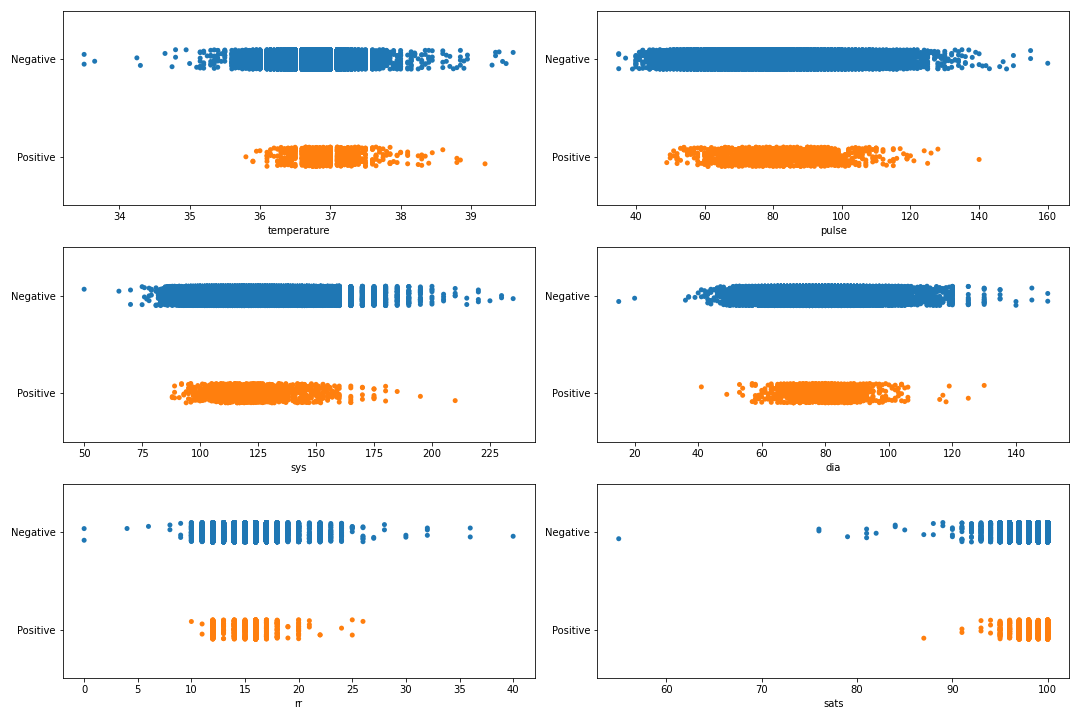 Negative
Positive
34 35 36 37 38 39
temperature
Negative
Positive
40 60 80 100 120 140 160
pulse
Negative
Positive
50 75 100 125 150 175 200 225
sys
Negative
Positive
20 40 60 80 100 120 140
dia
Negative
Positive
0 5 10 15 20 25 30 35 40
rr
Negative
Positive
60 70 80 90 100
sats